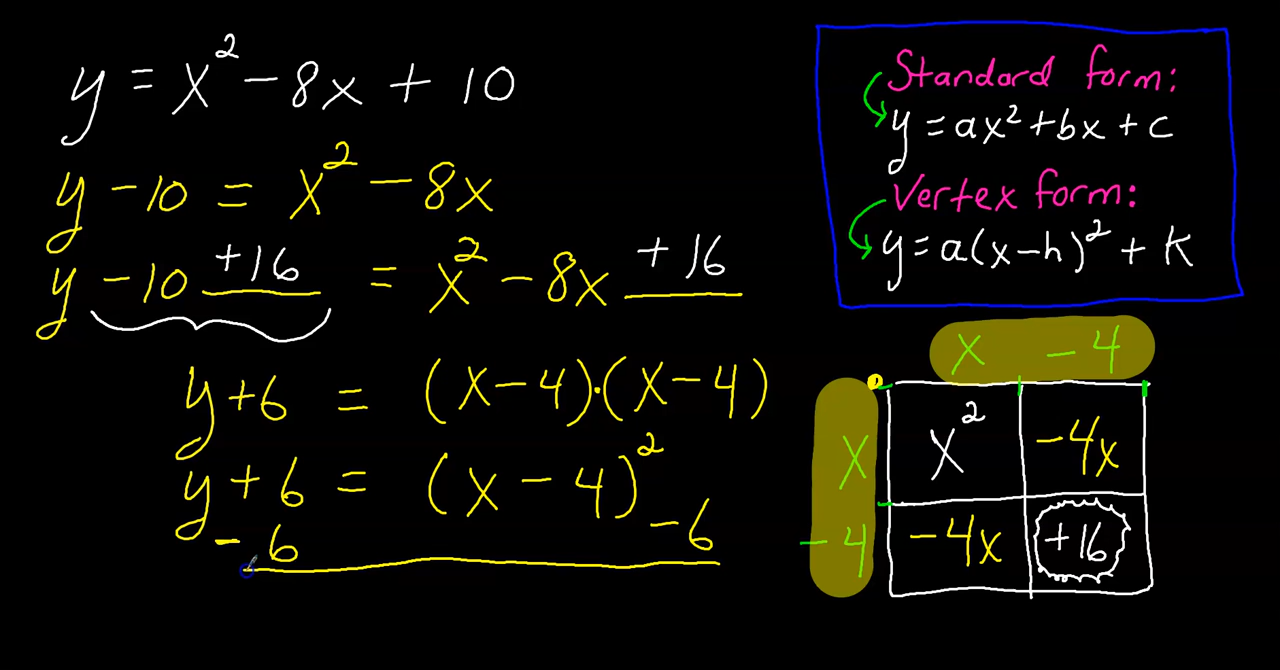 y = x² - 8x + 10
y - 10 = x² - 8x
y - 10 +16 = x² - 8x +16
y + 6 = (x - 4)·(x - 4)
y + 6 = (x - 4)²
- 6 - 6
Standard form:
y = ax² + bx + c
Vertex form:
y = a(x - h)² + k
x - 4
x x² - 4x
- 4 - 4x + 16